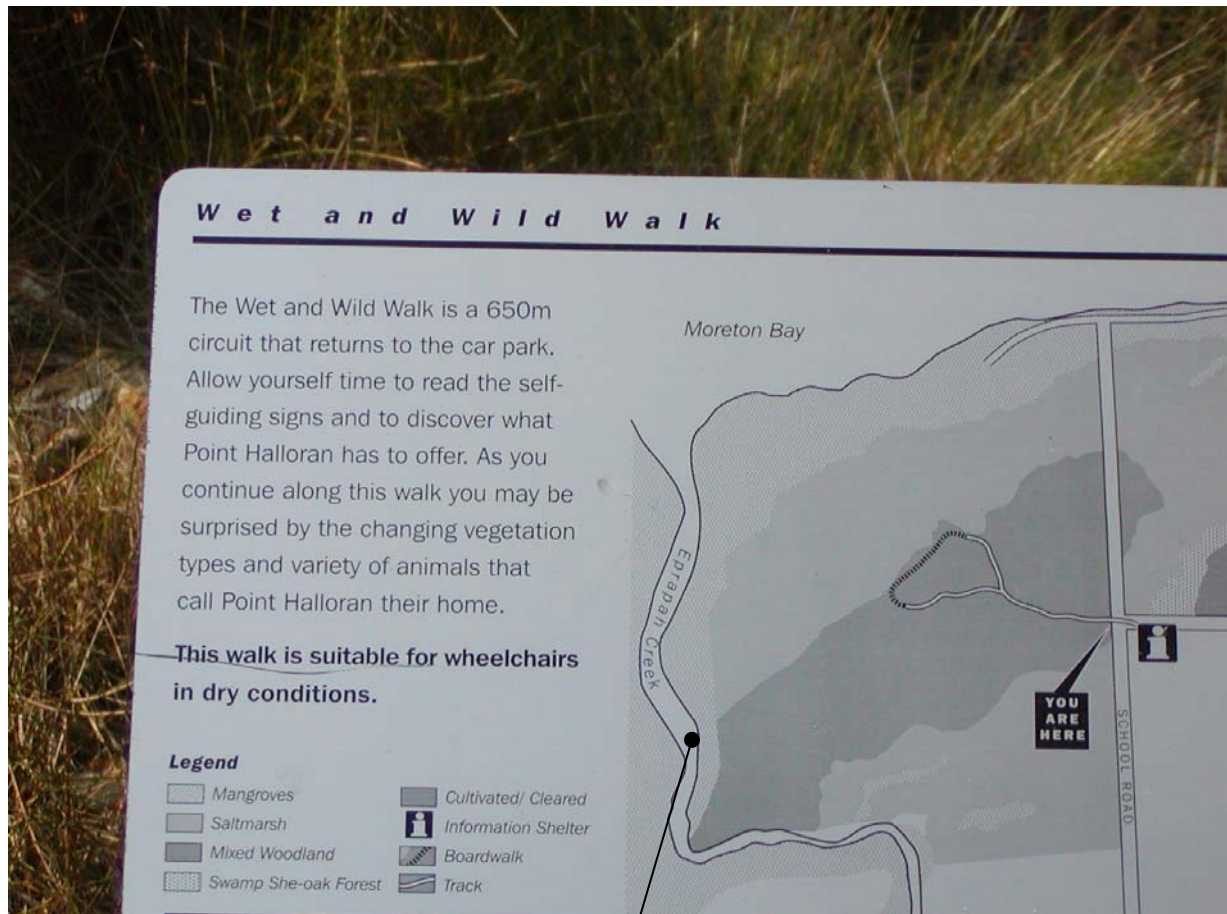 Wet and Wild Walk
The Wet and Wild Walk is a 650m
circuit that returns to the car park.
Allow yourself time to read the self-
guiding signs and to discover what
Point Halloran has to offer. As you
continue along this walk you may be
surprised by the changing vegetation
types and variety of animals that
call Point Halloran their home.
This walk is suitable for wheelchairs
in dry conditions.
Legend
Mangroves
Saltmarsh
Mixed Woodland
Swamp She-oak Forest
Cultivated/ Cleared
Information Shelter
Boardwalk
Track
Moreton Bay
Eprapan Creek
i
YOU
ARE
HERE
SCHOOL ROAD